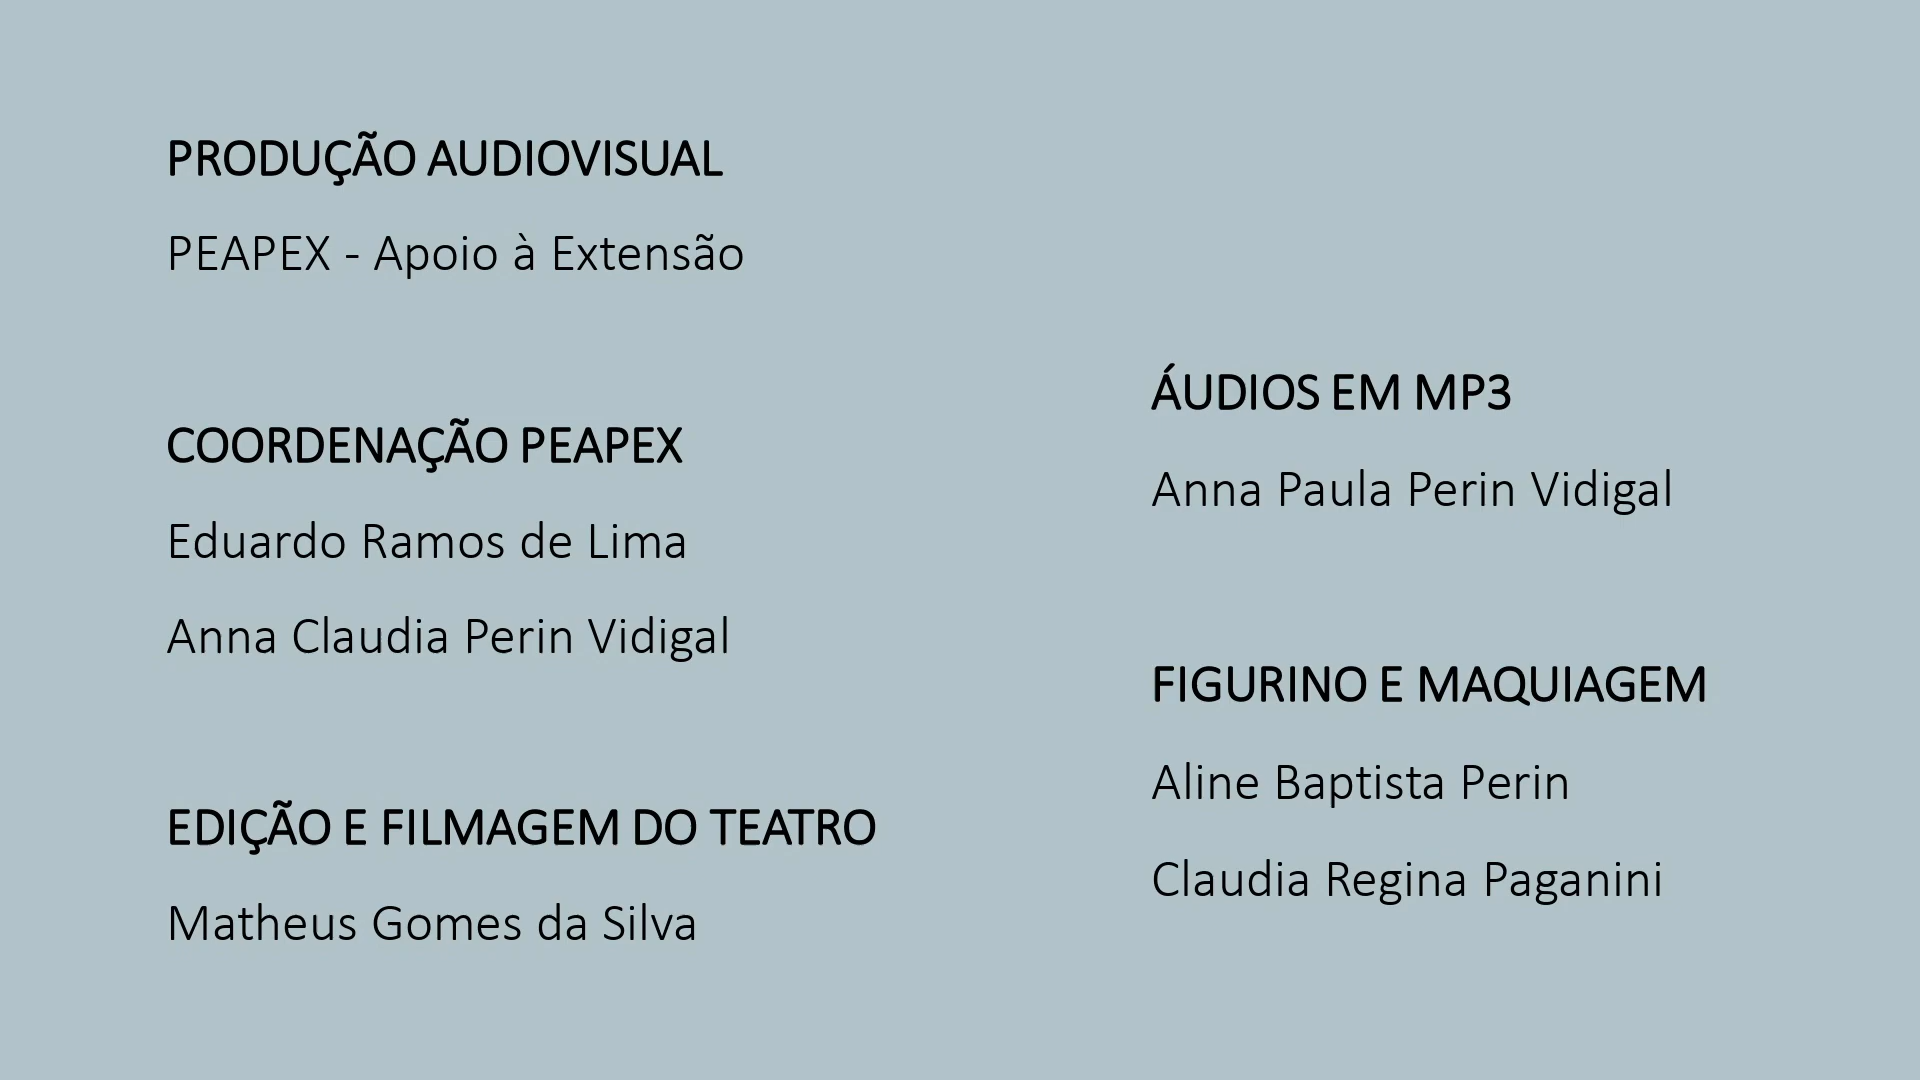 PRODUÇÃO AUDIOVISUAL
PEAPEX - Apoio à Extensão
COORDENAÇÃO PEAPEX
Eduardo Ramos de Lima
Anna Claudia Perin Vidigal
EDIÇÃO E FILMAGEM DO TEATRO
Matheus Gomes da Silva
ÁUDIOS EM MP3
Anna Paula Perin Vidigal
FIGURINO E MAQUIAGEM
Aline Baptista Perin
Claudia Regina Paganini